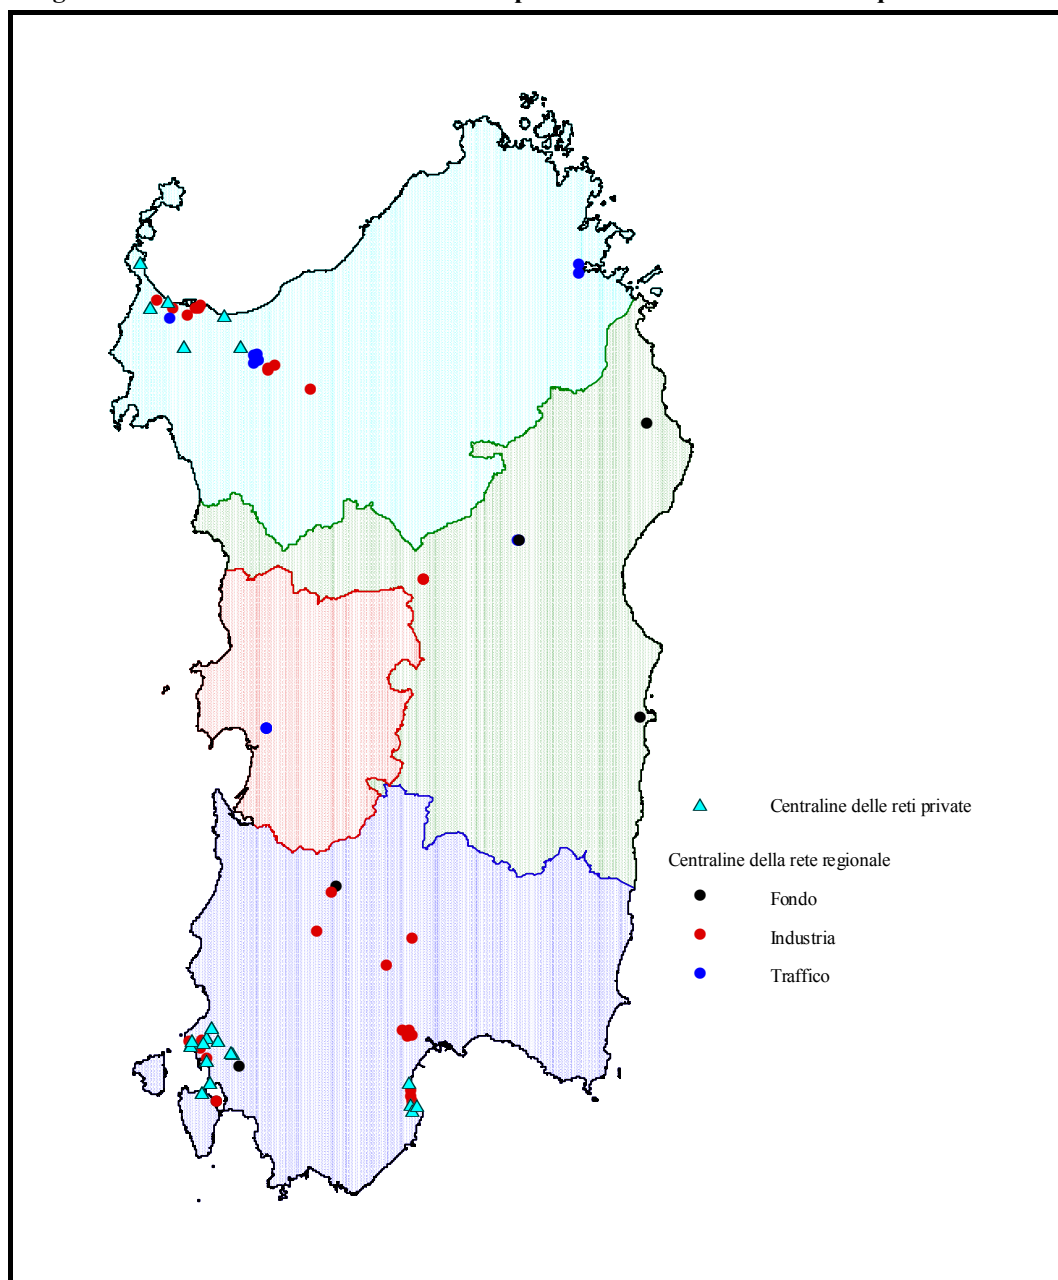 Centraline delle reti private
Centraline della rete regionale
Fondo
Industria
Traffico